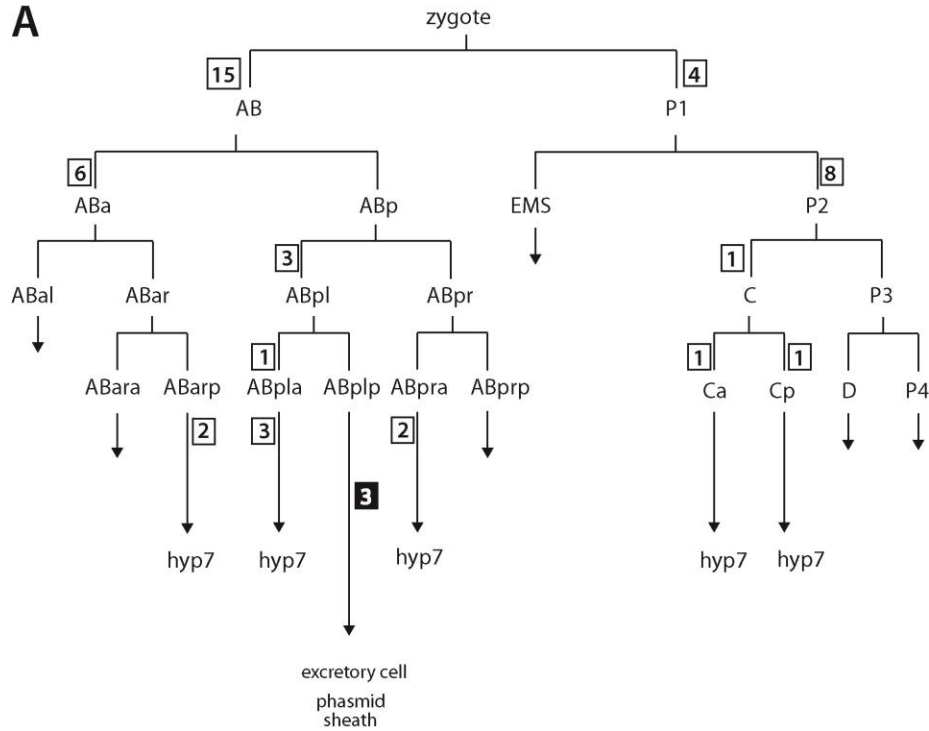 A
zygote
15
4
AB
P1
6
8
ABa
ABp
EMS
P2
3
1
ABal
ABar
ABpl
ABpr
C
P3
1
1
1
ABara
ABarp
ABpla
ABplp
ABpra
ABprp
Ca
Cp
D
P4
2
3
2
3
hyp7
hyp7
hyp7
hyp7
hyp7
excretory cell
phasmid
sheath